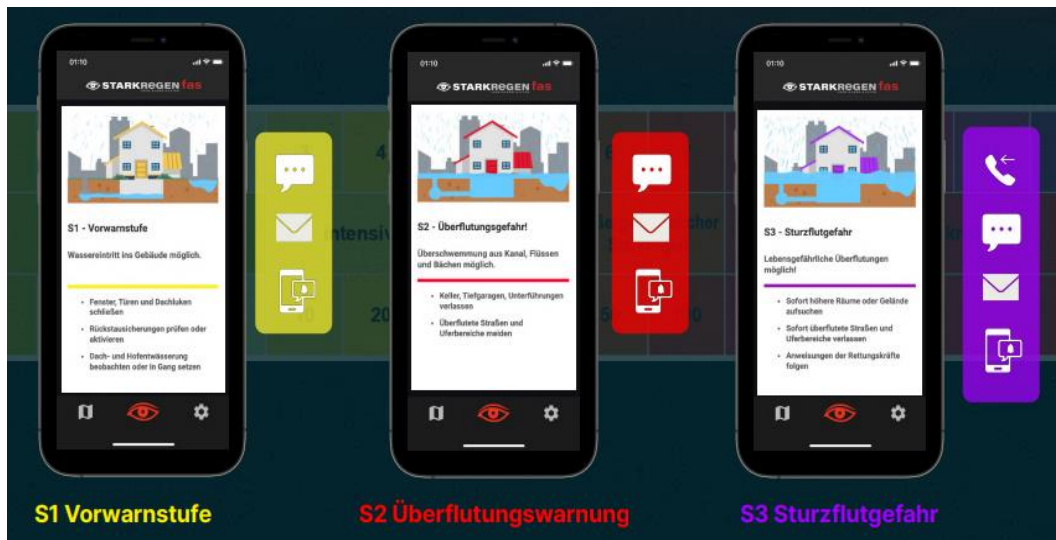 01:10
STARKREGEN fas
S1 - Vorwarnstufe
Wassereintritt ins Gebäude möglich.
• Fenster, Türen und Dachluken
schließen
• Rückstausicherungen prüfen oder
aktivieren
• Dach- und Hofentwässerung
beobachten oder in Gang setzen
01:10
STARKREGEN fas
S2 - Überflutungsgefahr!
Überschwemmung aus Kanal, Flüssen
und Bächen möglich.
• Keller, Tiefgaragen, Unterführungen
verlassen
• Überflutete Straßen und
Uferbereiche meiden
01:10
STARKREGEN fas
S3 - Sturzflutgefahr
Lebensgefährliche Überflutungen
möglich!
• Sofort höhere Räume oder Gelände
aufsuchen
• Sofort überflutete Straßen und
Uferbereiche verlassen
• Anweisungen der Rettungskräfte
folgen
4
20
S1 Vorwarnstufe
S2 Überflutungswarnung
S3 Sturzflutgefahr